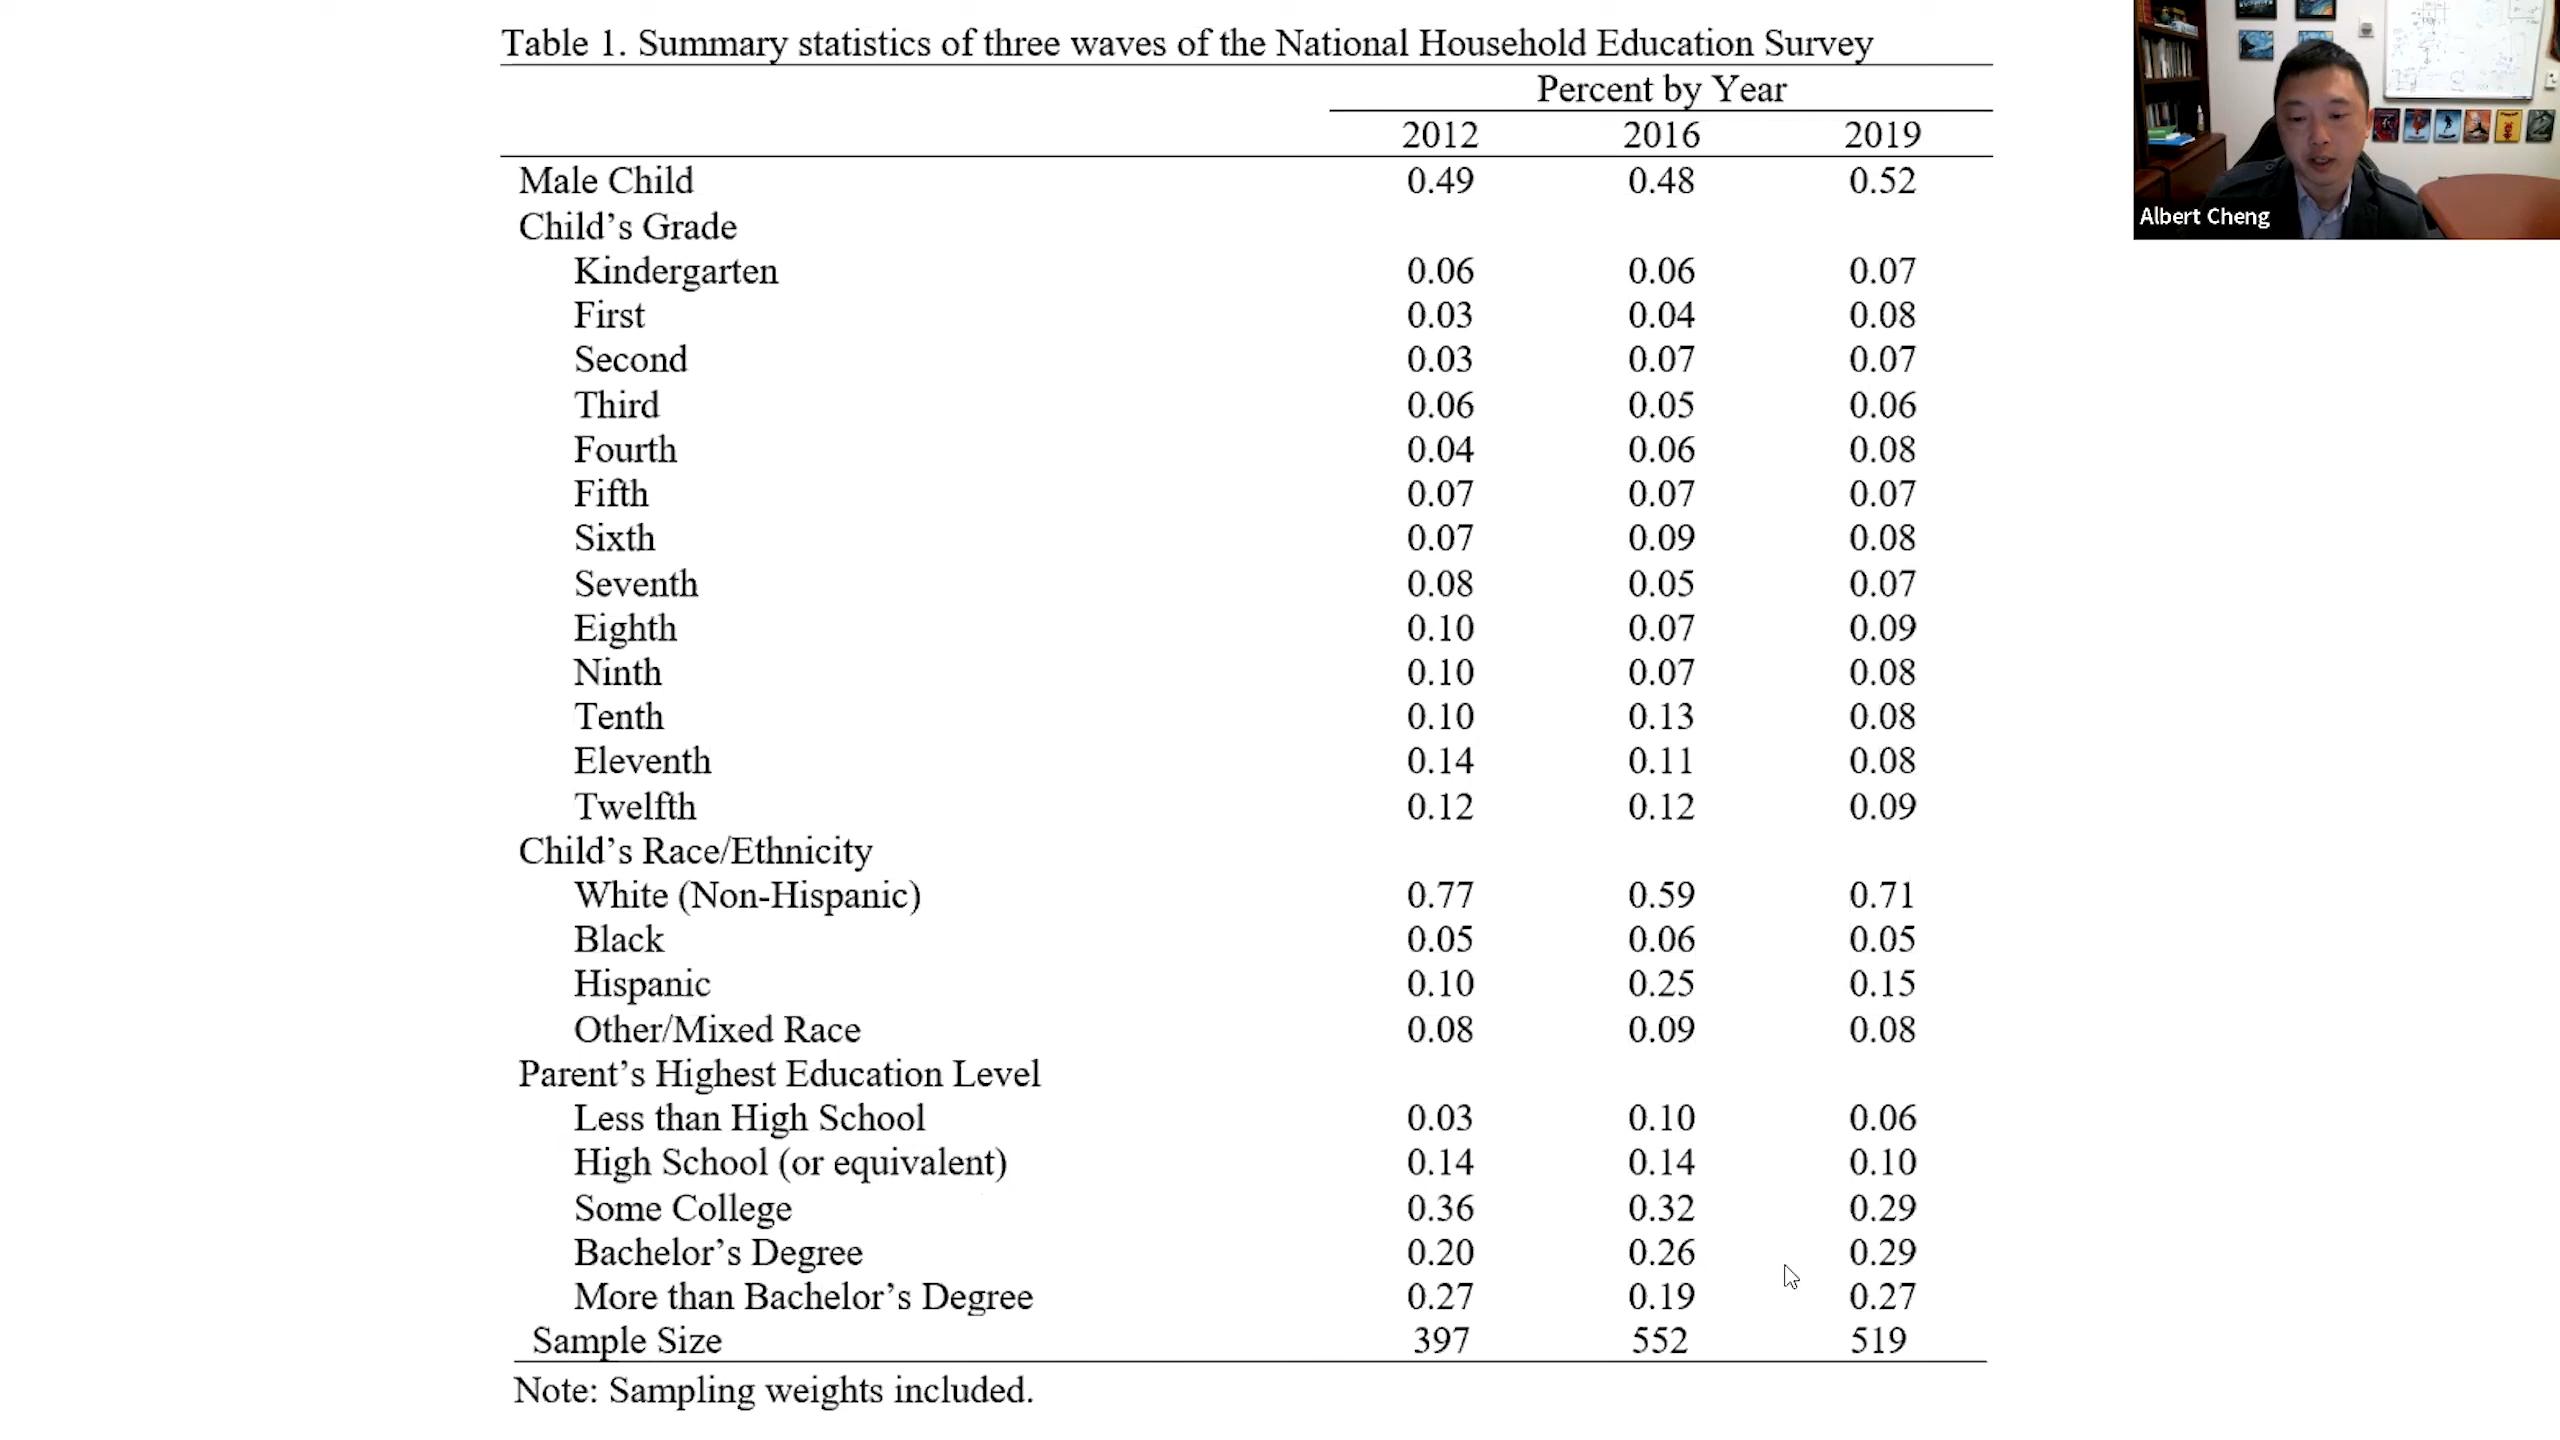 Table 1. Summary statistics of three waves of the National Household Education Survey
Percent by Year
2012 2016 2019
Male Child 0.49 0.48 0.52
Child’s Grade
Kindergarten 0.06 0.06 0.07
First 0.03 0.04 0.08
Second 0.03 0.07 0.07
Third 0.06 0.05 0.06
Fourth 0.04 0.06 0.08
Fifth 0.07 0.07 0.07
Sixth 0.07 0.09 0.08
Seventh 0.08 0.05 0.07
Eighth 0.10 0.07 0.09
Ninth 0.10 0.07 0.08
Tenth 0.10 0.13 0.08
Eleventh 0.14 0.11 0.08
Twelfth 0.12 0.12 0.09
Child’s Race/Ethnicity
White (Non-Hispanic) 0.77 0.59 0.71
Black 0.05 0.06 0.05
Hispanic 0.10 0.25 0.15
Other/Mixed Race 0.08 0.09 0.08
Parent’s Highest Education Level
Less than High School 0.03 0.10 0.06
High School (or equivalent) 0.14 0.14 0.10
Some College 0.36 0.32 0.29
Bachelor’s Degree 0.20 0.26 0.29
More than Bachelor’s Degree 0.27 0.19 0.27
Sample Size 397 552 519
Note: Sampling weights included.
Albert Cheng